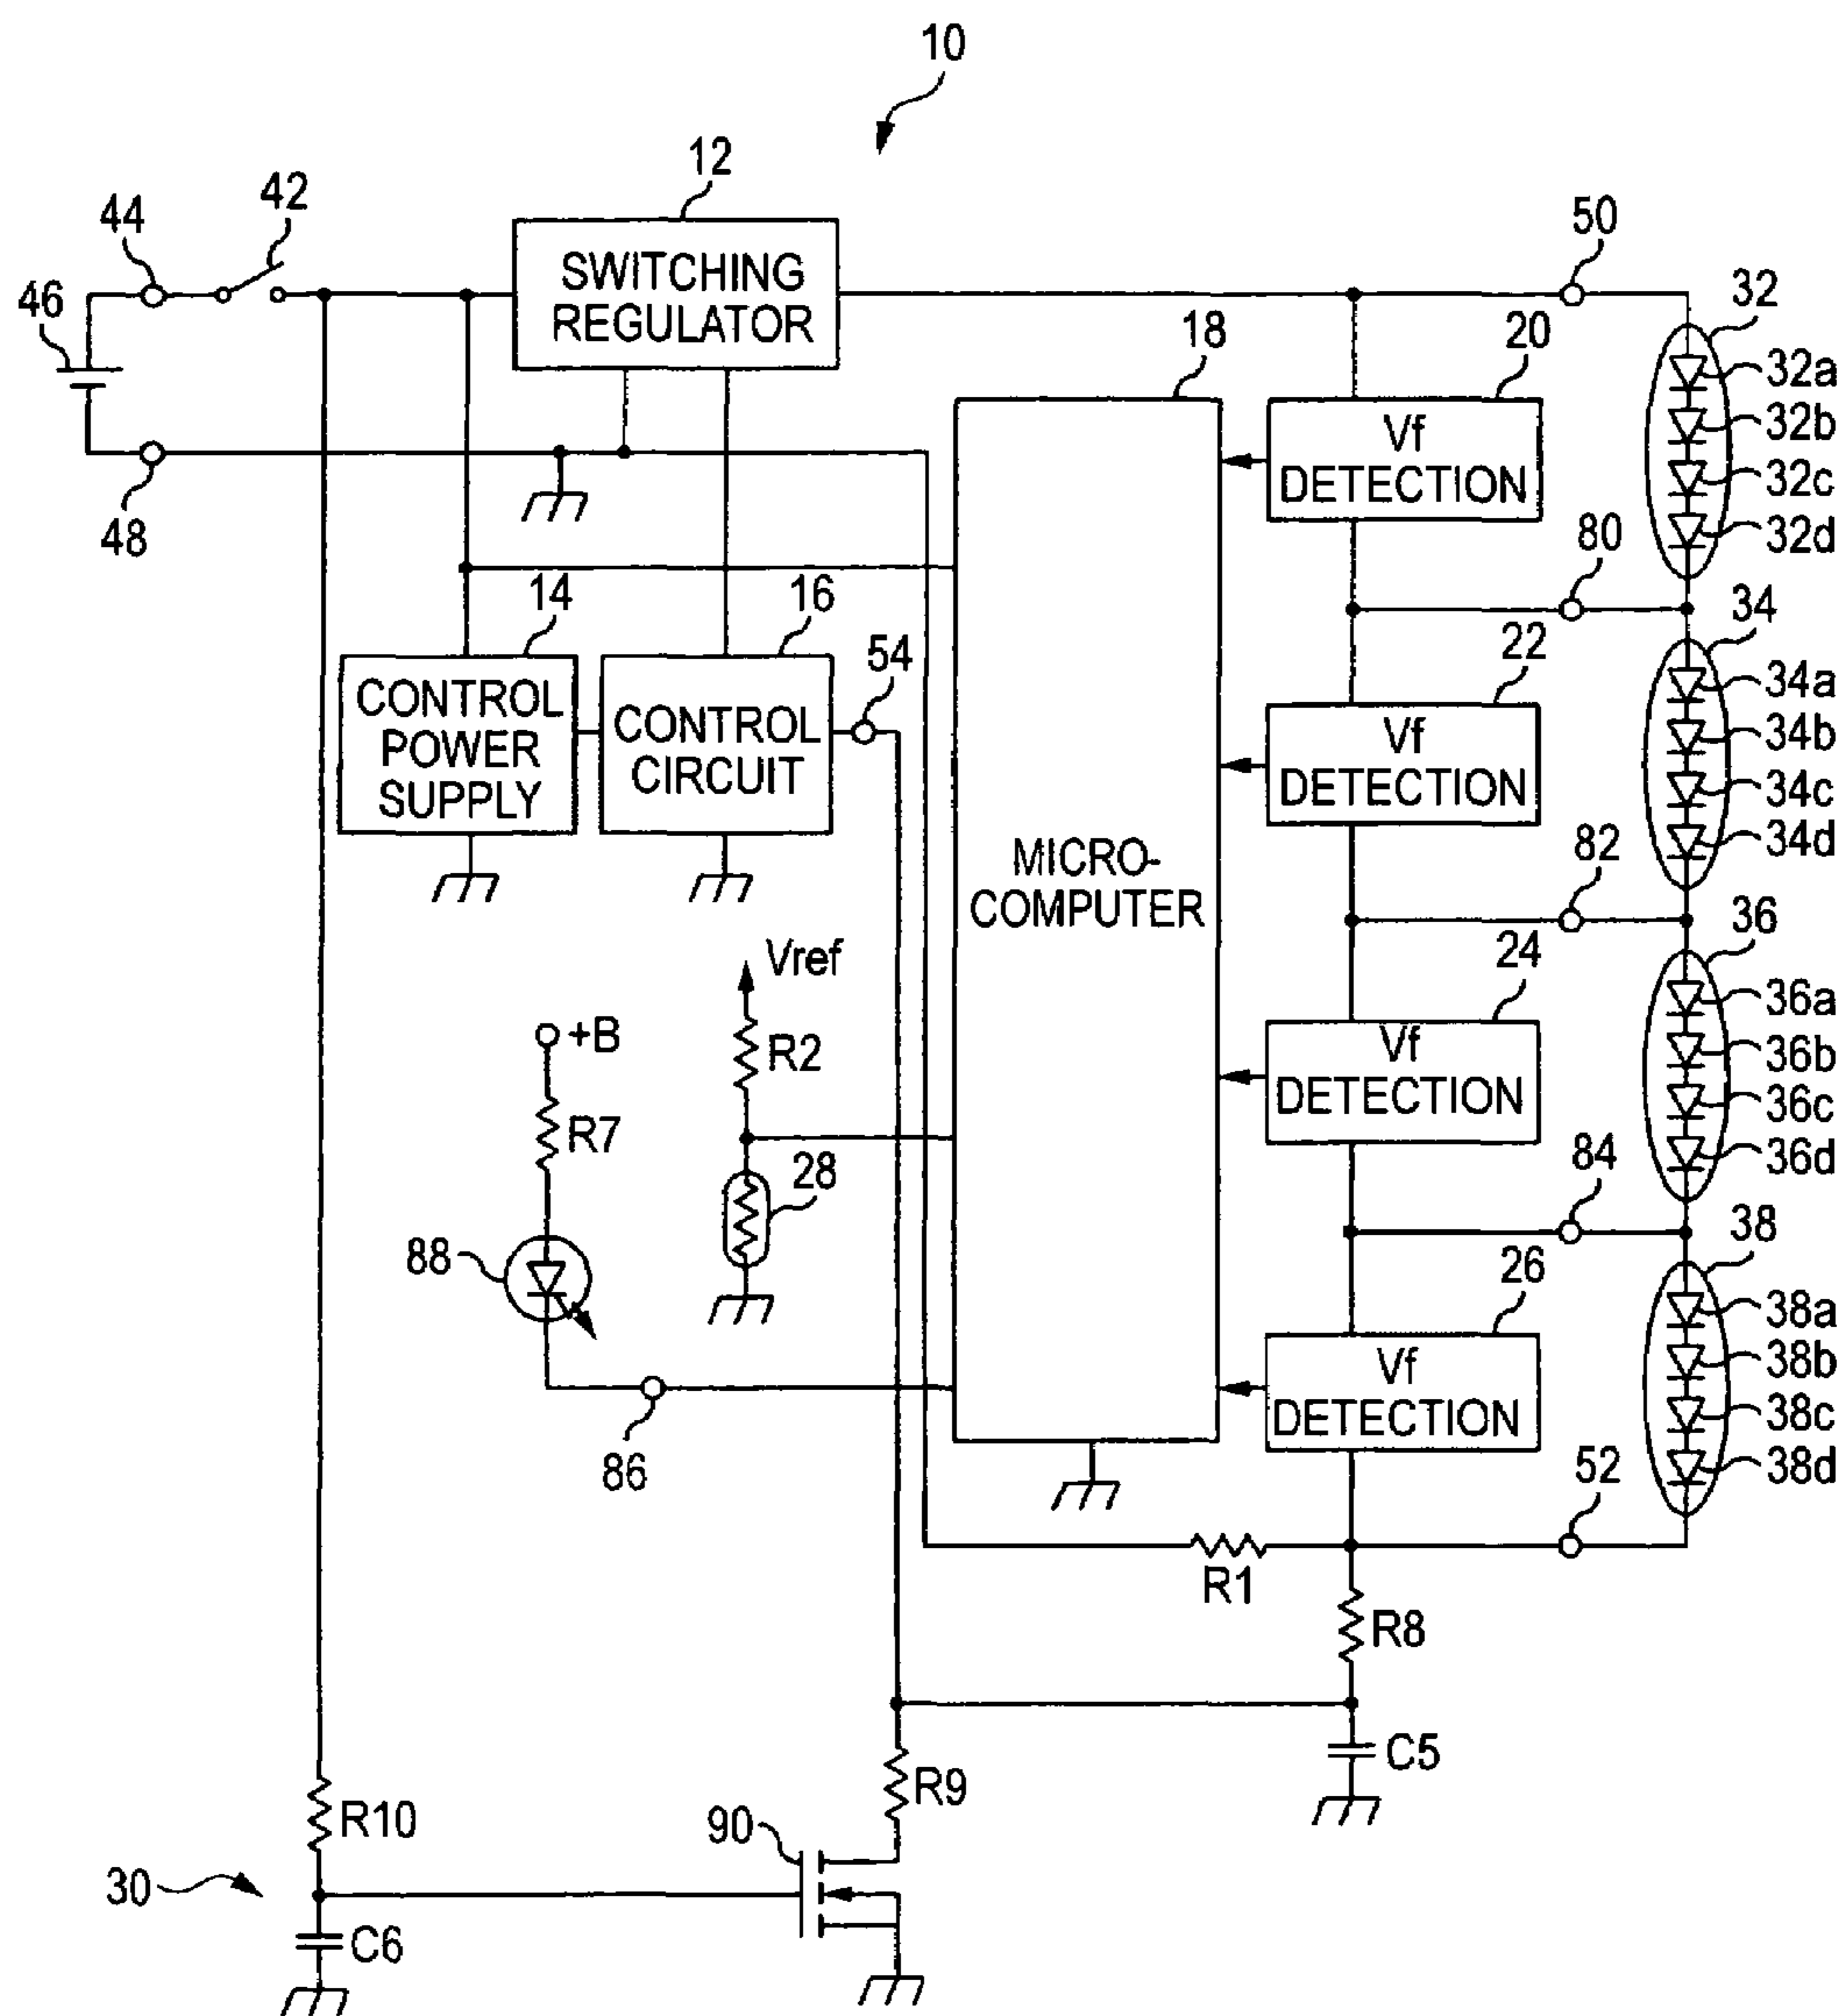 10
12
44
42
50
46
SWITCHING
REGULATOR
32
18
20
32a
Vf
DETECTION
32b
32c
48
80
32d
14
16
34
54
22
34a
CONTROL
POWER
SUPPLY
CONTROL
CIRCUIT
Vf
DETECTION
34b
34c
34d
MICRO-
COMPUTER
82
36
Vref
24
36a
+B
R2
Vf
DETECTION
36b
36c
R7
84
36d
28
38
88
26
38a
Vf
DETECTION
38b
38c
86
52
38d
R1
R8
C5
R9
R10
90
30
C6